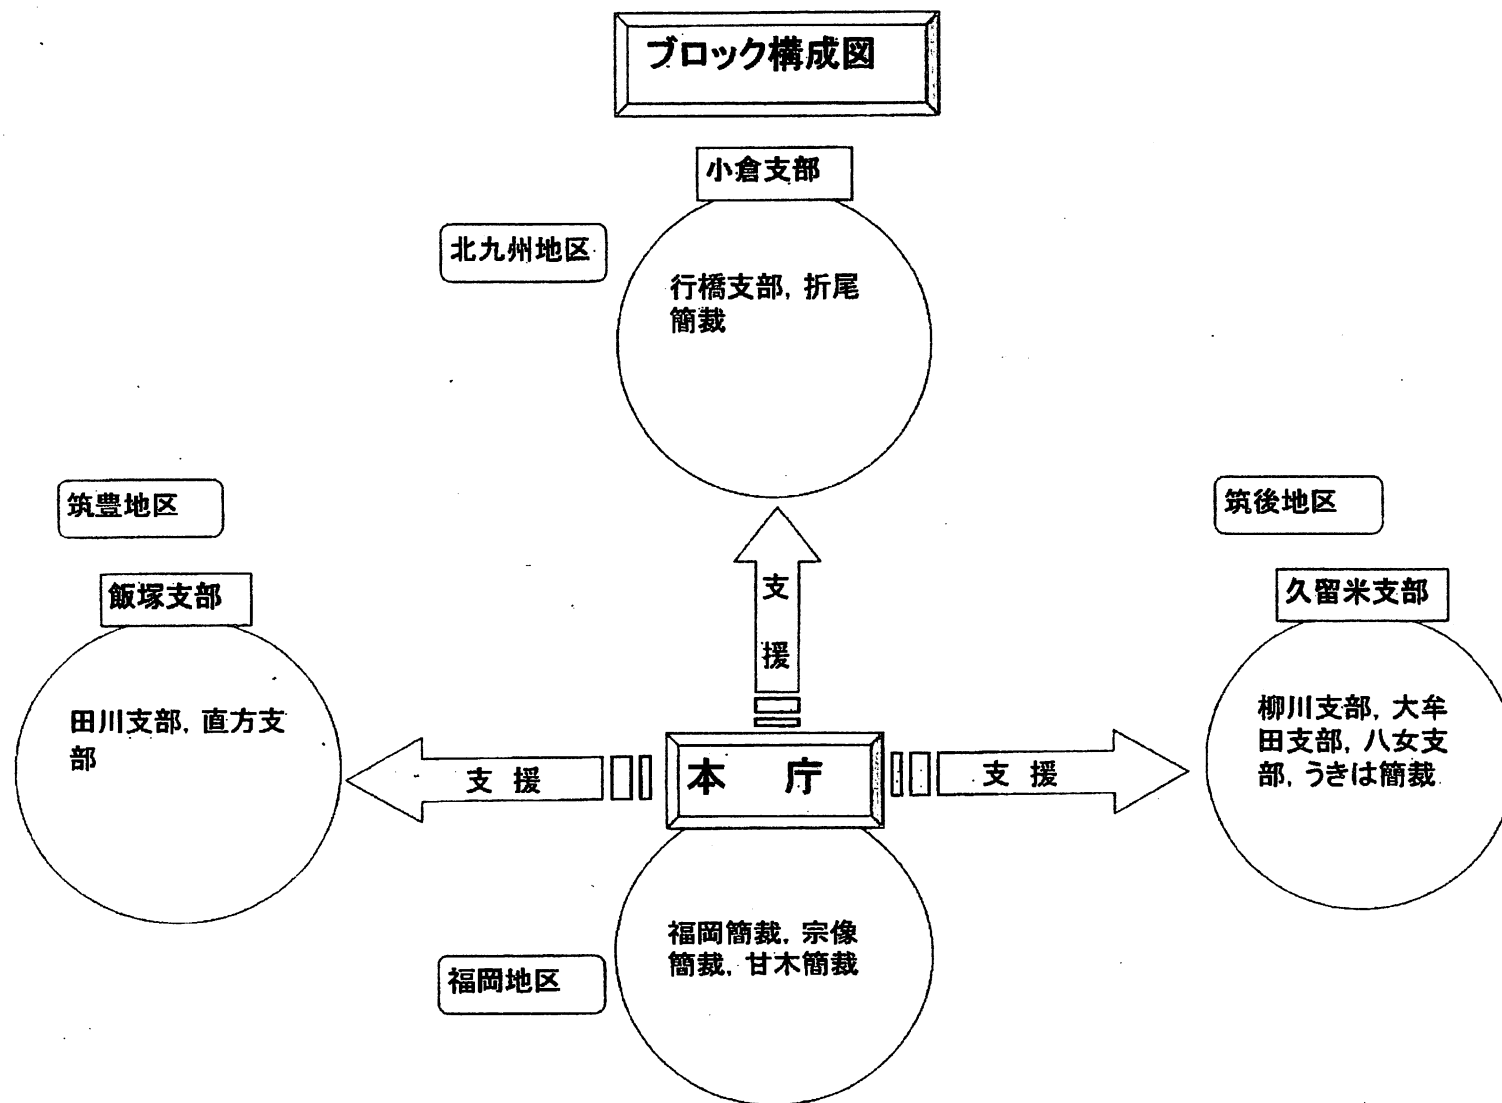 ブロック構成図
小倉支部
北九州地区
行橋支部, 折尾
簡裁
筑豊地区
飯塚支部
田川支部, 直方支
部
筑後地区
久留米支部
柳川支部, 大牟
田支部, 八女支
部, うきは簡裁
支
援
支 援
本 庁
支 援
福岡地区
福岡簡裁, 宗像
簡裁, 甘木簡裁